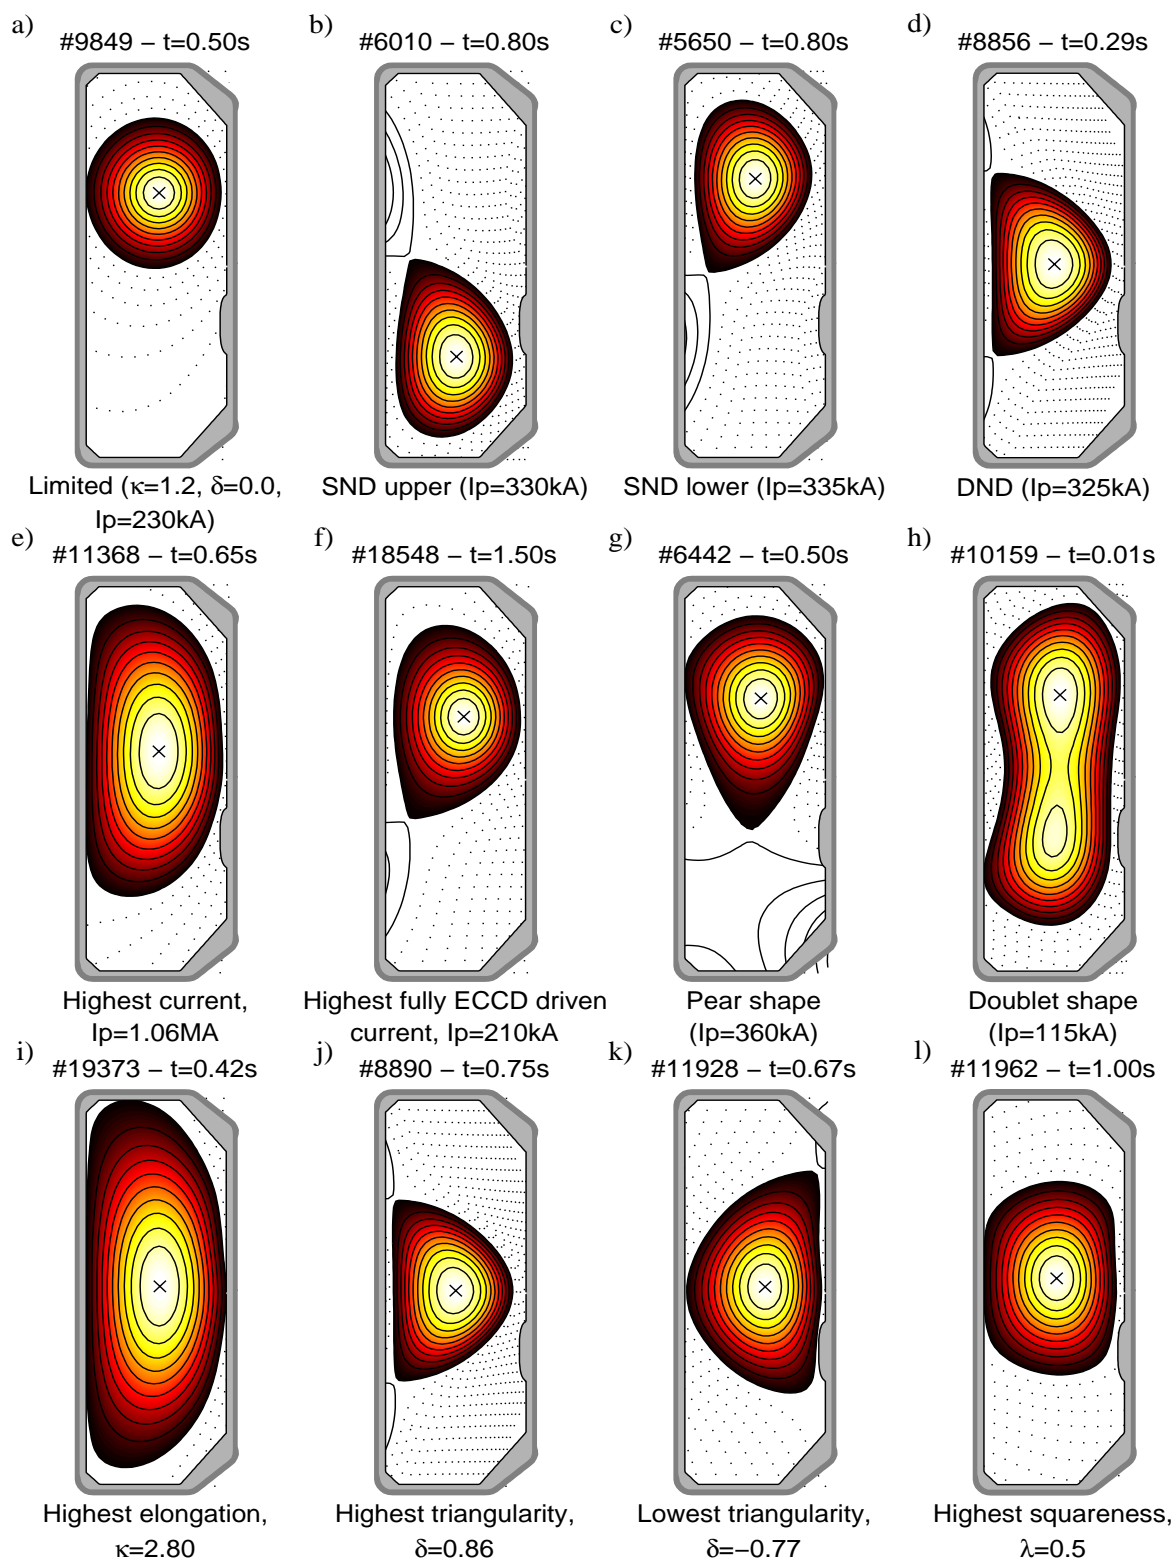 a)
#9849 – t=0.50s
Limited (κ=1.2, δ=0.0,
Ip=230kA)
b)
#6010 – t=0.80s
SND upper (Ip=330kA)
c)
#5650 – t=0.80s
SND lower (Ip=335kA)
d)
#8856 – t=0.29s
DND (Ip=325kA)
e)
#11368 – t=0.65s
Highest current,
Ip=1.06MA
f)
#18548 – t=1.50s
Highest fully ECCD driven
current, Ip=210kA
g)
#6442 – t=0.50s
Pear shape
(Ip=360kA)
h)
#10159 – t=0.01s
Doublet shape
(Ip=115kA)
i)
#19373 – t=0.42s
Highest elongation,
κ=2.80
j)
#8890 – t=0.75s
Highest triangularity,
δ=0.86
k)
#11928 – t=0.67s
Lowest triangularity,
δ=−0.77
l)
#11962 – t=1.00s
Highest squareness,
λ=0.5